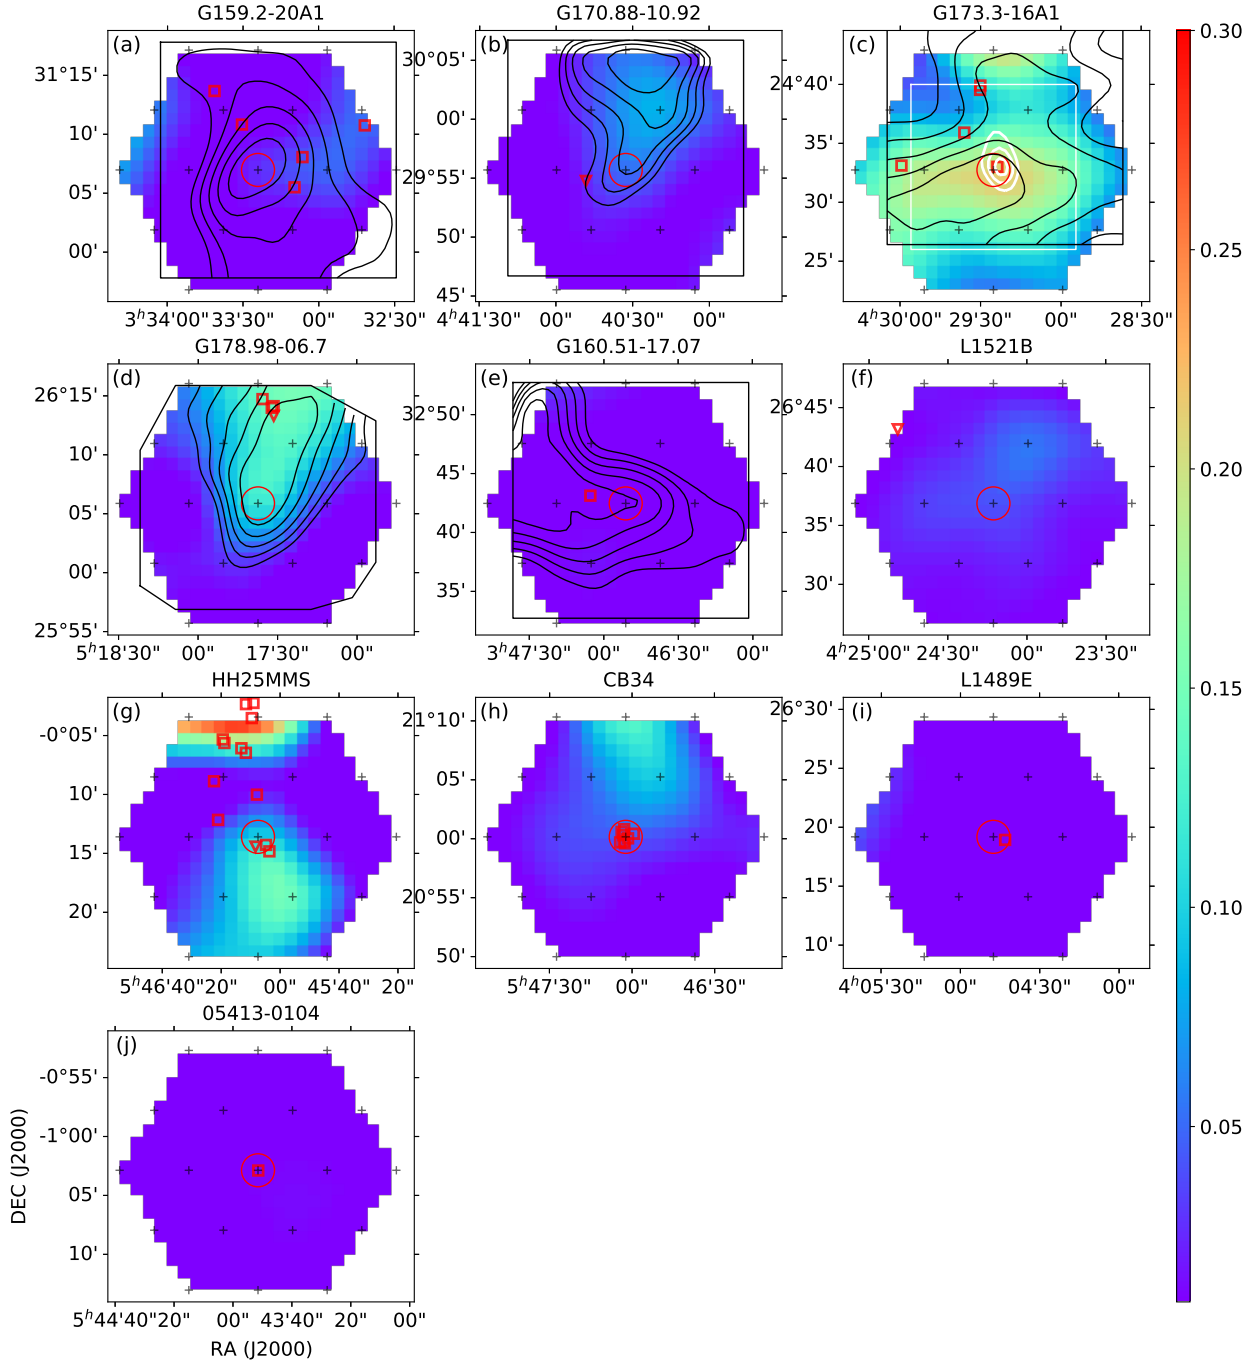 G159.2-20A1 G170.88-10.92 G173.3-16A1
(a) (b) (c)
31°15' 10' 05' 00'
30°05' 00' 29°55' 50' 45'
24°40' 35' 30' 25'
3h34'00" 33'30" 00" 32'30"
4h41'30" 00" 40'30" 00"
4h30'00" 29'30" 00" 28'30"
G178.98-06.7 G160.51-17.07 L1521B
(d) (e) (f)
26°15' 10' 05' 00' 25°55'
32°50' 45' 40' 35'
26°45' 40' 35' 30'
5h18'30" 00" 17'30" 00"
3h47'30" 00" 46'30" 00"
4h25'00" 24'30" 00" 23'30"
HH25MMS CB34 L1489E
(g) (h) (i)
-0°05' 10' 15' 20'
21°10' 05' 00' 20°55' 50'
26°30' 25' 20' 15' 10'
5h46'40" 20" 00" 45'40" 20"
5h47'30" 00" 46'30"
4h05'30" 00" 04'30" 00"
05413-0104
(j)
-0°55' -1°00' 05' 10'
5h44'40" 20" 00" 43'40" 20" 00"
DEC (J2000)
RA (J2000)
0.30
0.25
0.20
0.15
0.10
0.05